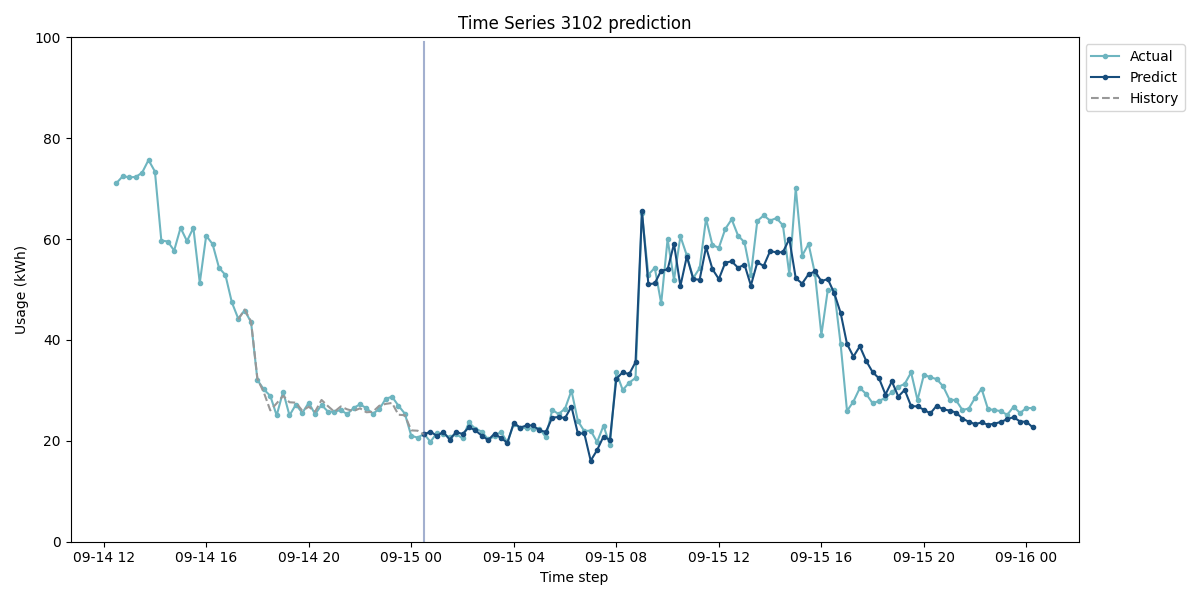 Time Series 3102 prediction
Actual
Predict
History
Usage (kWh)
100
80
60
40
20
0
09-14 12
09-14 16
09-14 20
09-15 00
09-15 04
09-15 08
09-15 12
09-15 16
09-15 20
09-16 00
Time step